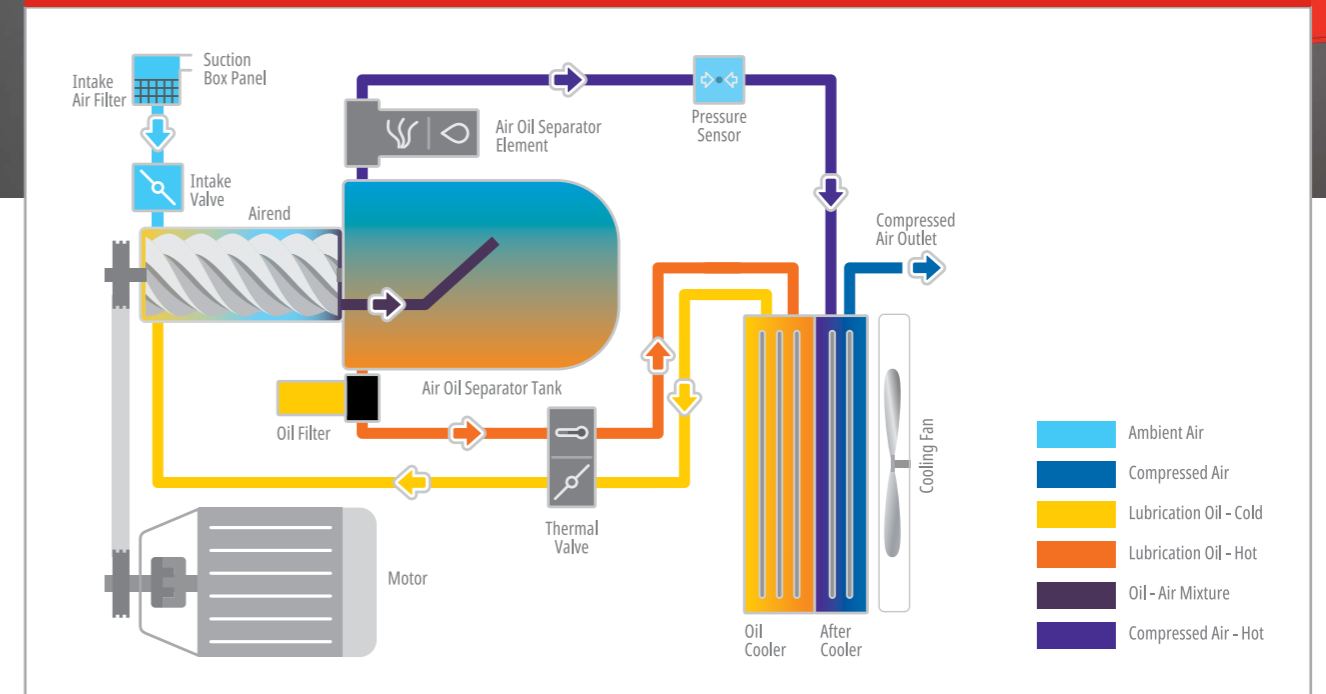 Suction
Box Panel
Intake
Air Filter
Intake
Valve
Airend
Air Oil Separator
Element
Pressure
Sensor
Compressed
Air Outlet
Air Oil Separator Tank
Oil Filter
Thermal
Valve
Motor
Oil
Cooler
After
Cooler
Cooling Fan
Ambient Air
Compressed Air
Lubrication Oil - Cold
Lubrication Oil - Hot
Oil - Air Mixture
Compressed Air - Hot